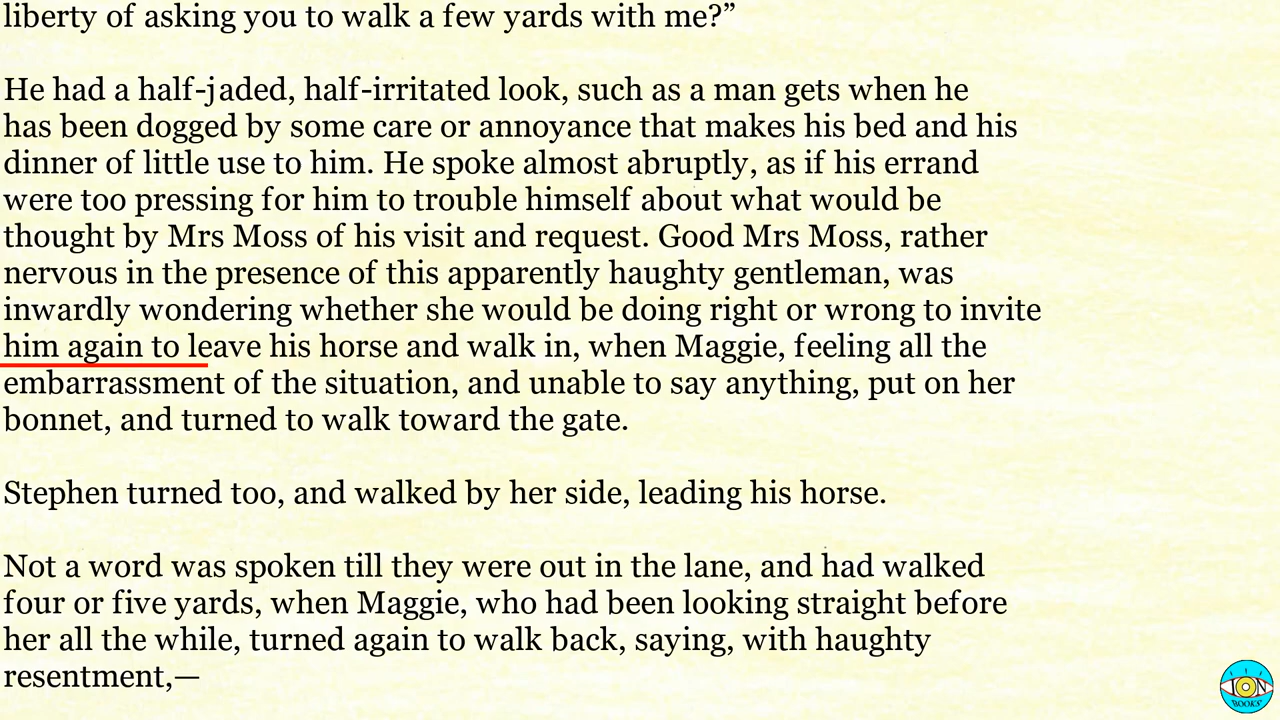 liberty of asking you to walk a few yards with me?”
He had a half-jaded, half-irritated look, such as a man gets when he
has been dogged by some care or annoyance that makes his bed and his
dinner of little use to him. He spoke almost abruptly, as if his errand
were too pressing for him to trouble himself about what would be
thought by Mrs Moss of his visit and request. Good Mrs Moss, rather
nervous in the presence of this apparently haughty gentleman, was
inwardly wondering whether she would be doing right or wrong to invite
him again to leave his horse and walk in, when Maggie, feeling all the
embarrassment of the situation, and unable to say anything, put on her
bonnet, and turned to walk toward the gate.
Stephen turned too, and walked by her side, leading his horse.
Not a word was spoken till they were out in the lane, and had walked
four or five yards, when Maggie, who had been looking straight before
her all the while, turned again to walk back, saying, with haughty
resentment,—
ION
BOOKS